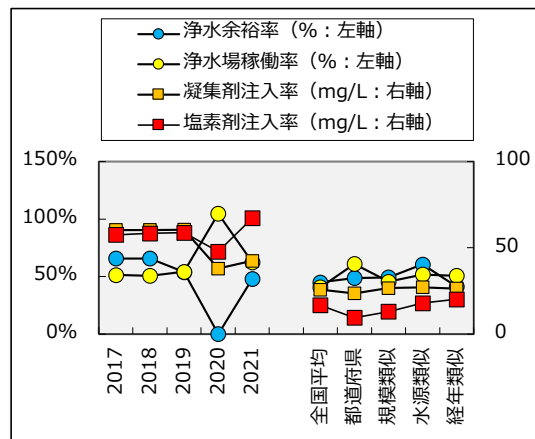 浄水余裕率（%：左軸）
浄水場稼働率（%：左軸）
凝集剤注入率（mg/L：右軸）
塩素剤注入率（mg/L：右軸）
150%
100%
50%
0%
100
50
0
2017
2018
2019
2020
2021
全国平均
都道府県
規模類似
水源類似
経年類似